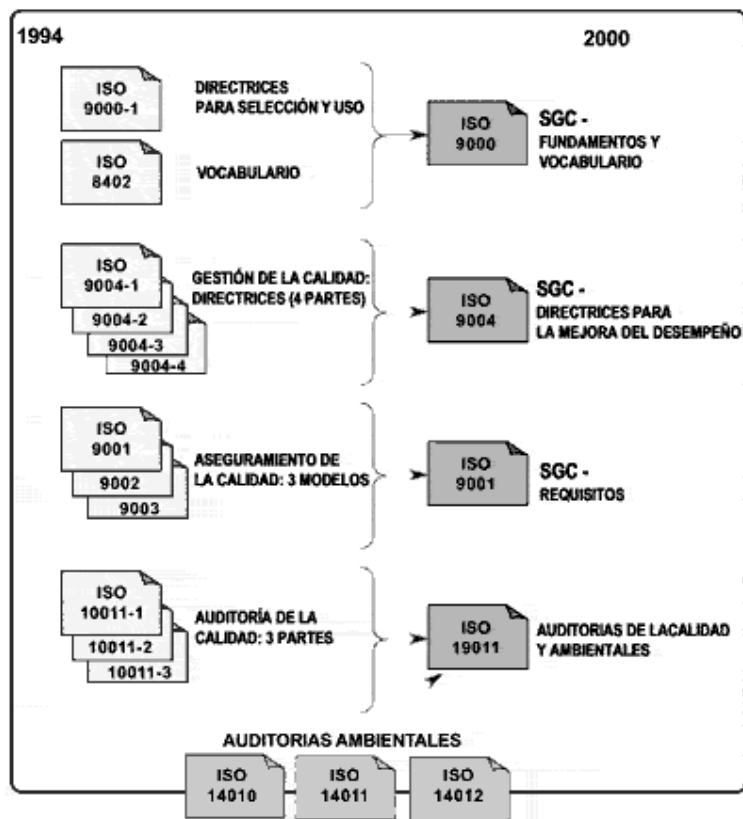 1994
2000
ISO
9000-1
DIRECTRICES
PARA SELECCIÓN Y USO
ISO
8402
VOCABULARIO
ISO
9000
SGC -
FUNDAMENTOS Y
VOCABULARIO
ISO
9004-1
9004-2
9004-3
9004-4
GESTIÓN DE LA CALIDAD:
DIRECTRICES (4 PARTES)
ISO
9004
SGC -
DIRECTRICES PARA
LA MEJORA DEL DESEMPEÑO
ISO
9001
9002
9003
ASEGURAMIENTO DE
LA CALIDAD: 3 MODELOS
ISO
9001
SGC -
REQUISITOS
ISO
10011-1
10011-2
10011-3
AUDITORÍA DE LA
CALIDAD: 3 PARTES
ISO
19011
AUDITORIAS DE LACALIDAD
Y AMBIENTALES
AUDITORIAS AMBIENTALES
ISO
14010
ISO
14011
ISO
14012